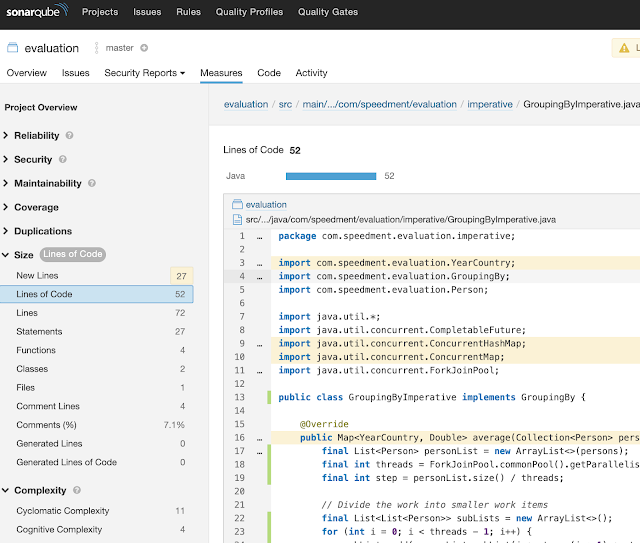 sonarqube Projects Issues Rules Quality Profiles Quality Gates
evaluation master
Overview Issues Security Reports Measures Code Activity
Project Overview
Reliability ?
Security ?
Maintainability ?
Coverage
Duplications
Size Lines of Code
New Lines 27
Lines of Code 52
Lines 72
Statements 27
Functions 4
Classes 2
Files 1
Comment Lines 4
Comments (%) 7.1%
Generated Lines 0
Generated Lines of Code 0
Complexity ?
Cyclomatic Complexity 11
Cognitive Complexity 4
evaluation / src / main/.../com/speedment/evaluation / imperative / GroupingByImperative.java
Lines of Code 52
Java 52
evaluation
src/.../java/com/speedment/evaluation/imperative/GroupingByImperative.java
1 … package com.speedment.evaluation.imperative;
2
3 … import com.speedment.evaluation.YearCountry;
4 … import com.speedment.evaluation.GroupingBy;
5 … import com.speedment.evaluation.Person;
6
7 import java.util.*;
8 … import java.util.concurrent.CompletableFuture;
9 … import java.util.concurrent.ConcurrentHashMap;
10 import java.util.concurrent.ConcurrentMap;
11 … import java.util.concurrent.ForkJoinPool;
12
13 public class GroupingByImperative implements GroupingBy {
14
15 @Override
16 … public Map<YearCountry, Double> average(Collection<Person> pers
17 … final List<Person> personList = new ArrayList<>(persons);
18 final int threads = ForkJoinPool.commonPool().getParallelis
19 final int step = personList.size() / threads;
20
21 // Divide the work into smaller work items
22 final List<List<Person>> subLists = new ArrayList<>();
23 for (int i = 0; i < threads - 1; i++) {